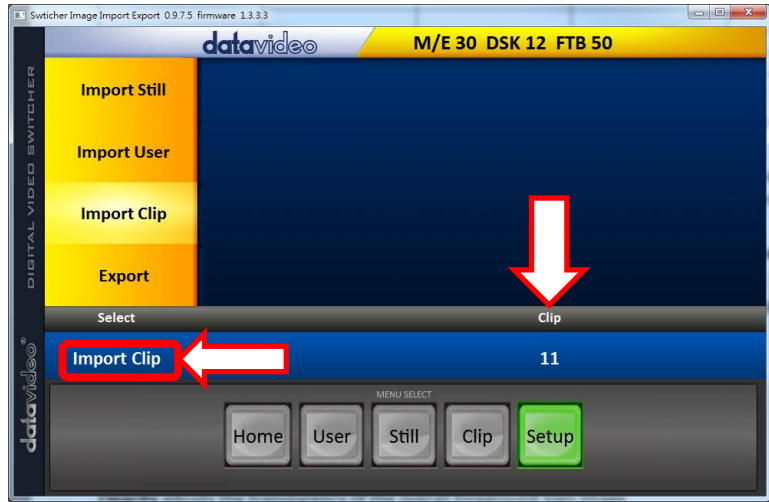 Swticher Image Import Export 0.9.7.5 firmware 1.3.3.3
datavideo
M/E 30 DSK 12 FTB 50
DIGITAL VIDEO SWITCHER
Import Still
Import User
Import Clip
Export
Select
Clip
Import Clip
11
datavideo®
MENU SELECT
Home
User
Still
Clip
Setup